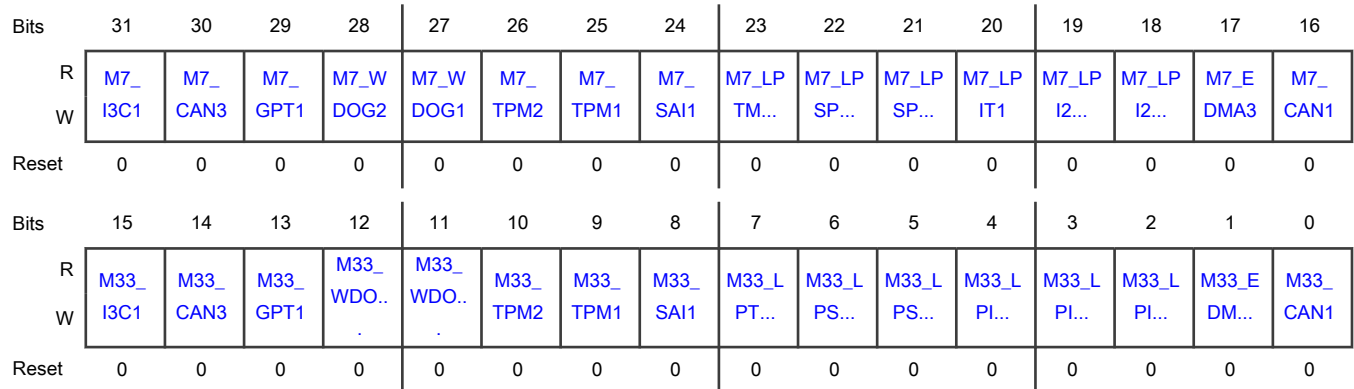 Bits 31 30 29 28 27 26 25 24 23 22 21 20 19 18 17 16
R M7_ M7_ M7_ M7_W M7_W M7_ M7_ M7_ M7_LP M7_LP M7_LP M7_LP M7_LP M7_LP M7_E M7_
W I3C1 CAN3 GPT1 DOG2 DOG1 TPM2 TPM1 SAI1 TM... SP... SP... IT1 I2... I2... DMA3 CAN1
Reset 0 0 0 0 0 0 0 0 0 0 0 0 0 0 0 0
Bits 15 14 13 12 11 10 9 8 7 6 5 4 3 2 1 0
R M33_ M33_ M33_ M33_ M33_ M33_ M33_ M33_ M33_L M33_L M33_L M33_L M33_L M33_L M33_E M33_
WDO.. WDO..
W I3C1 CAN3 GPT1 . . TPM2 TPM1 SAI1 PT... PS... PS... PI... PI... PI... DM... CAN1
Reset 0 0 0 0 0 0 0 0 0 0 0 0 0 0 0 0